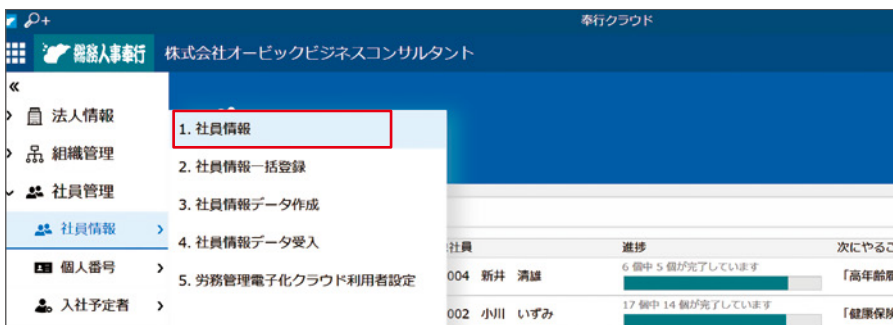 奉行クラウド
總務人事奉行 株式会社オービックビジネスコンサルタント
法人情報
組織管理
社員管理
社員情報
個人番号
入社予定者
1. 社員情報
2. 社員情報一括登録
3. 社員情報データ作成
4. 社員情報データ受入
5. 労務管理電子化クラウド利用者設定
社員 進捗 次にやるこ
004 新井 清雄 6 個中 5 個が完了しています 「高年齢雇
002 小川 いずみ 17 個中 14 個が完了しています 「健康保険